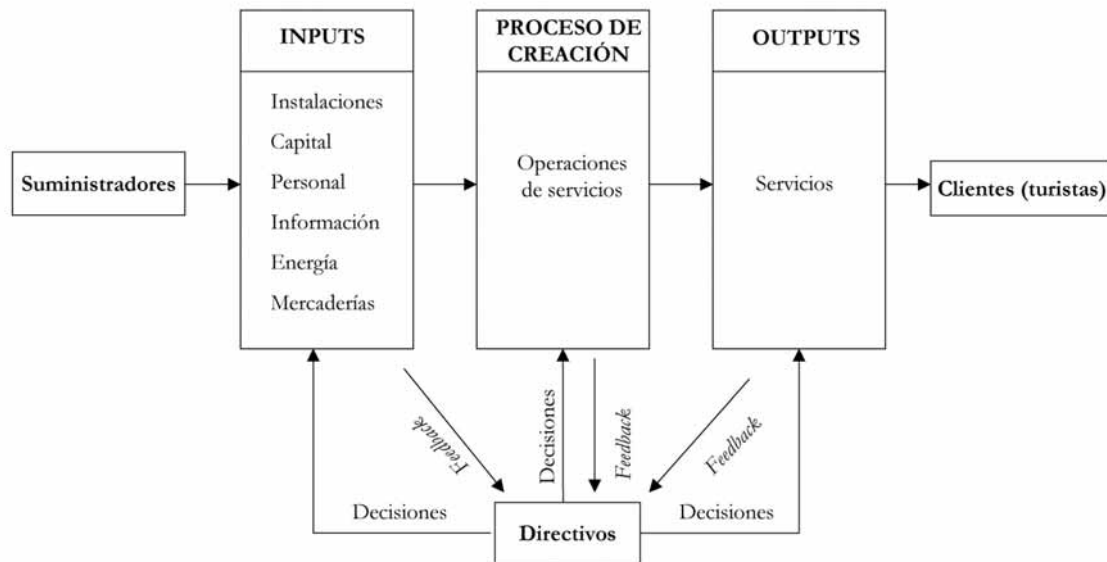 INPUTS
PROCESO DE
CREACIÓN
OUTPUTS
Suministradores
Instalaciones
Capital
Personal
Información
Energía
Mercaderías
Operaciones
de servicios
Servicios
Clientes (turistas)
Feedback
Decisiones
Feedback
Feedback
Decisiones
Directivos
Decisiones